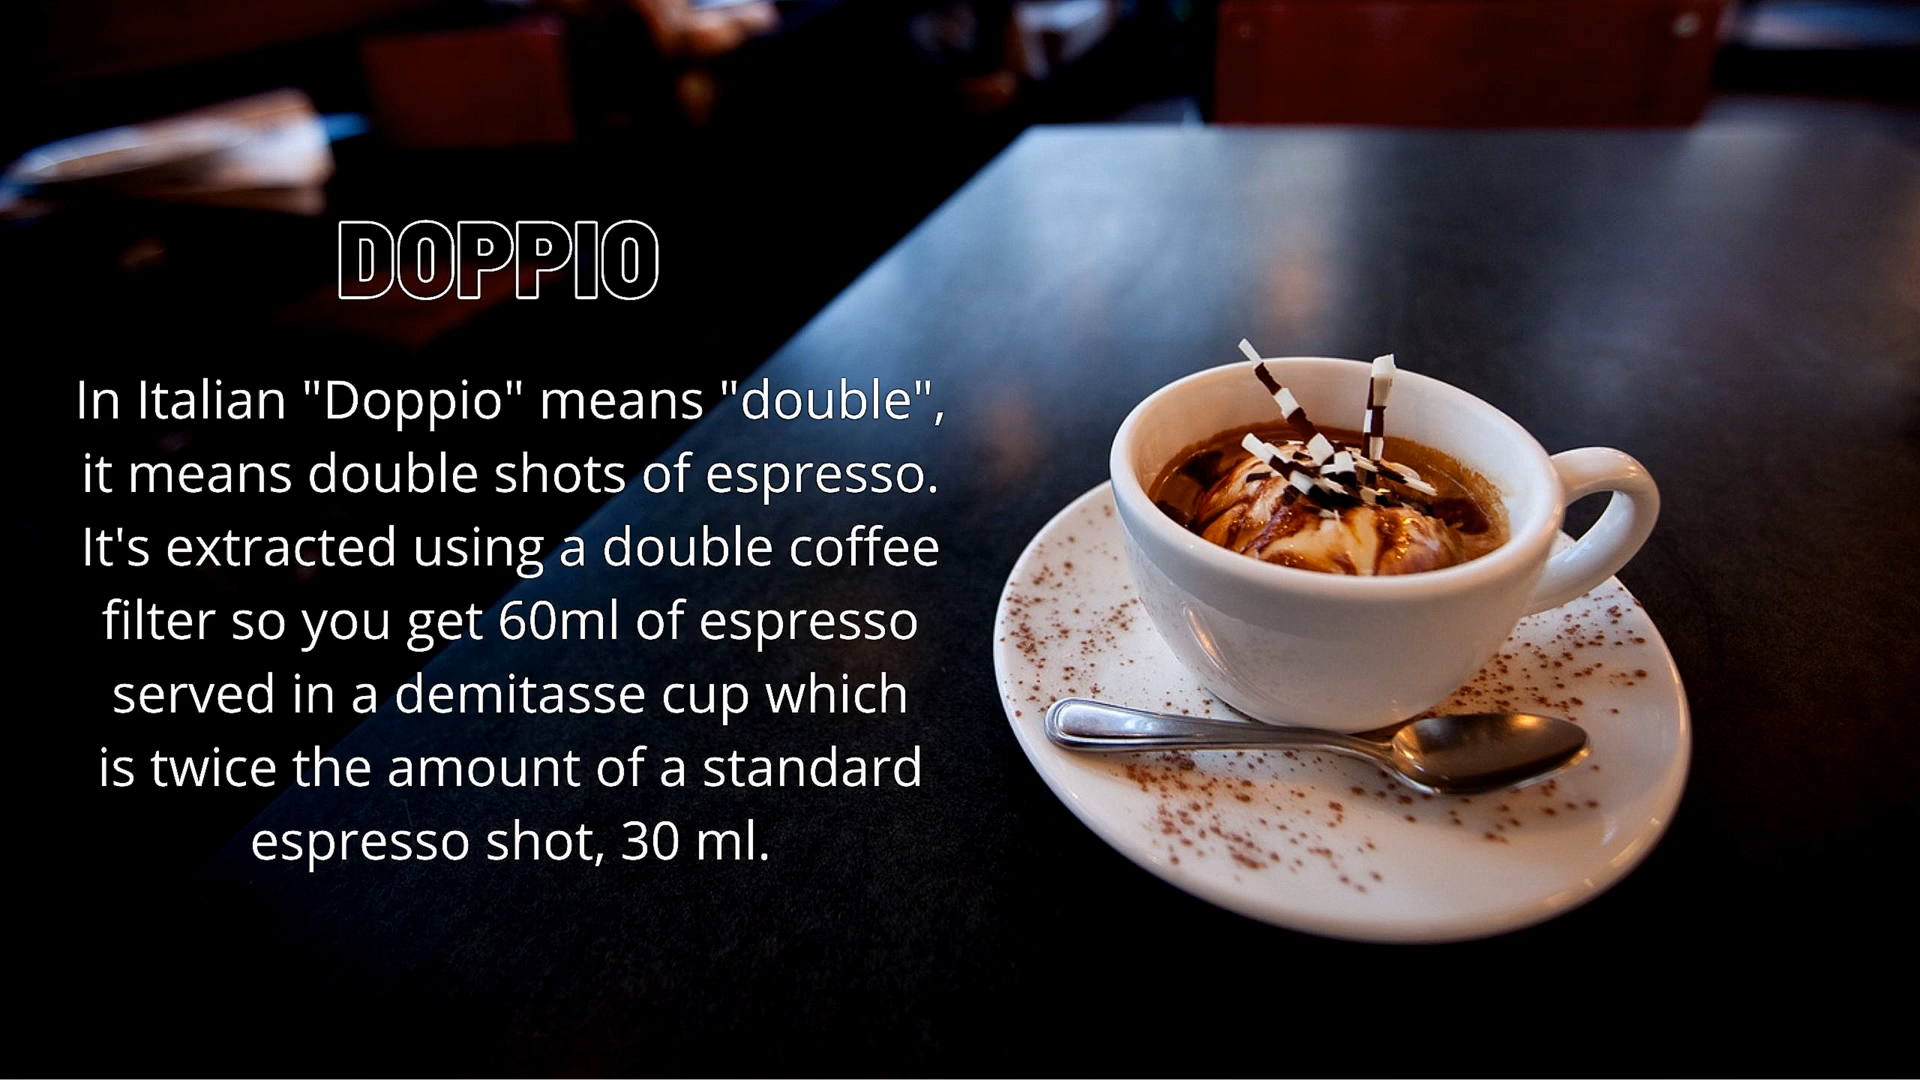 DOPPIO
In Italian "Doppio" means "double",
it means double shots of espresso.
It's extracted using a double coffee
filter so you get 60ml of espresso
served in a demitasse cup which
is twice the amount of a standard
espresso shot, 30 ml.